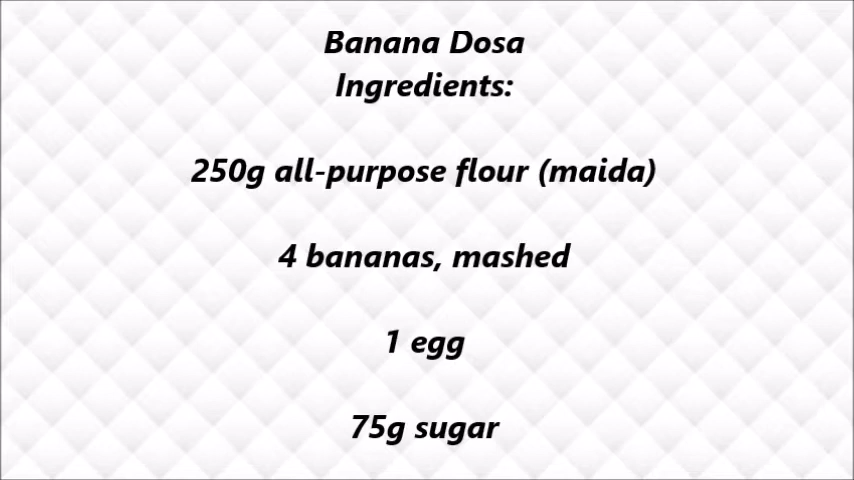 Banana Dosa
Ingredients:
250g all-purpose flour (maida)
4 bananas, mashed
1 egg
75g sugar